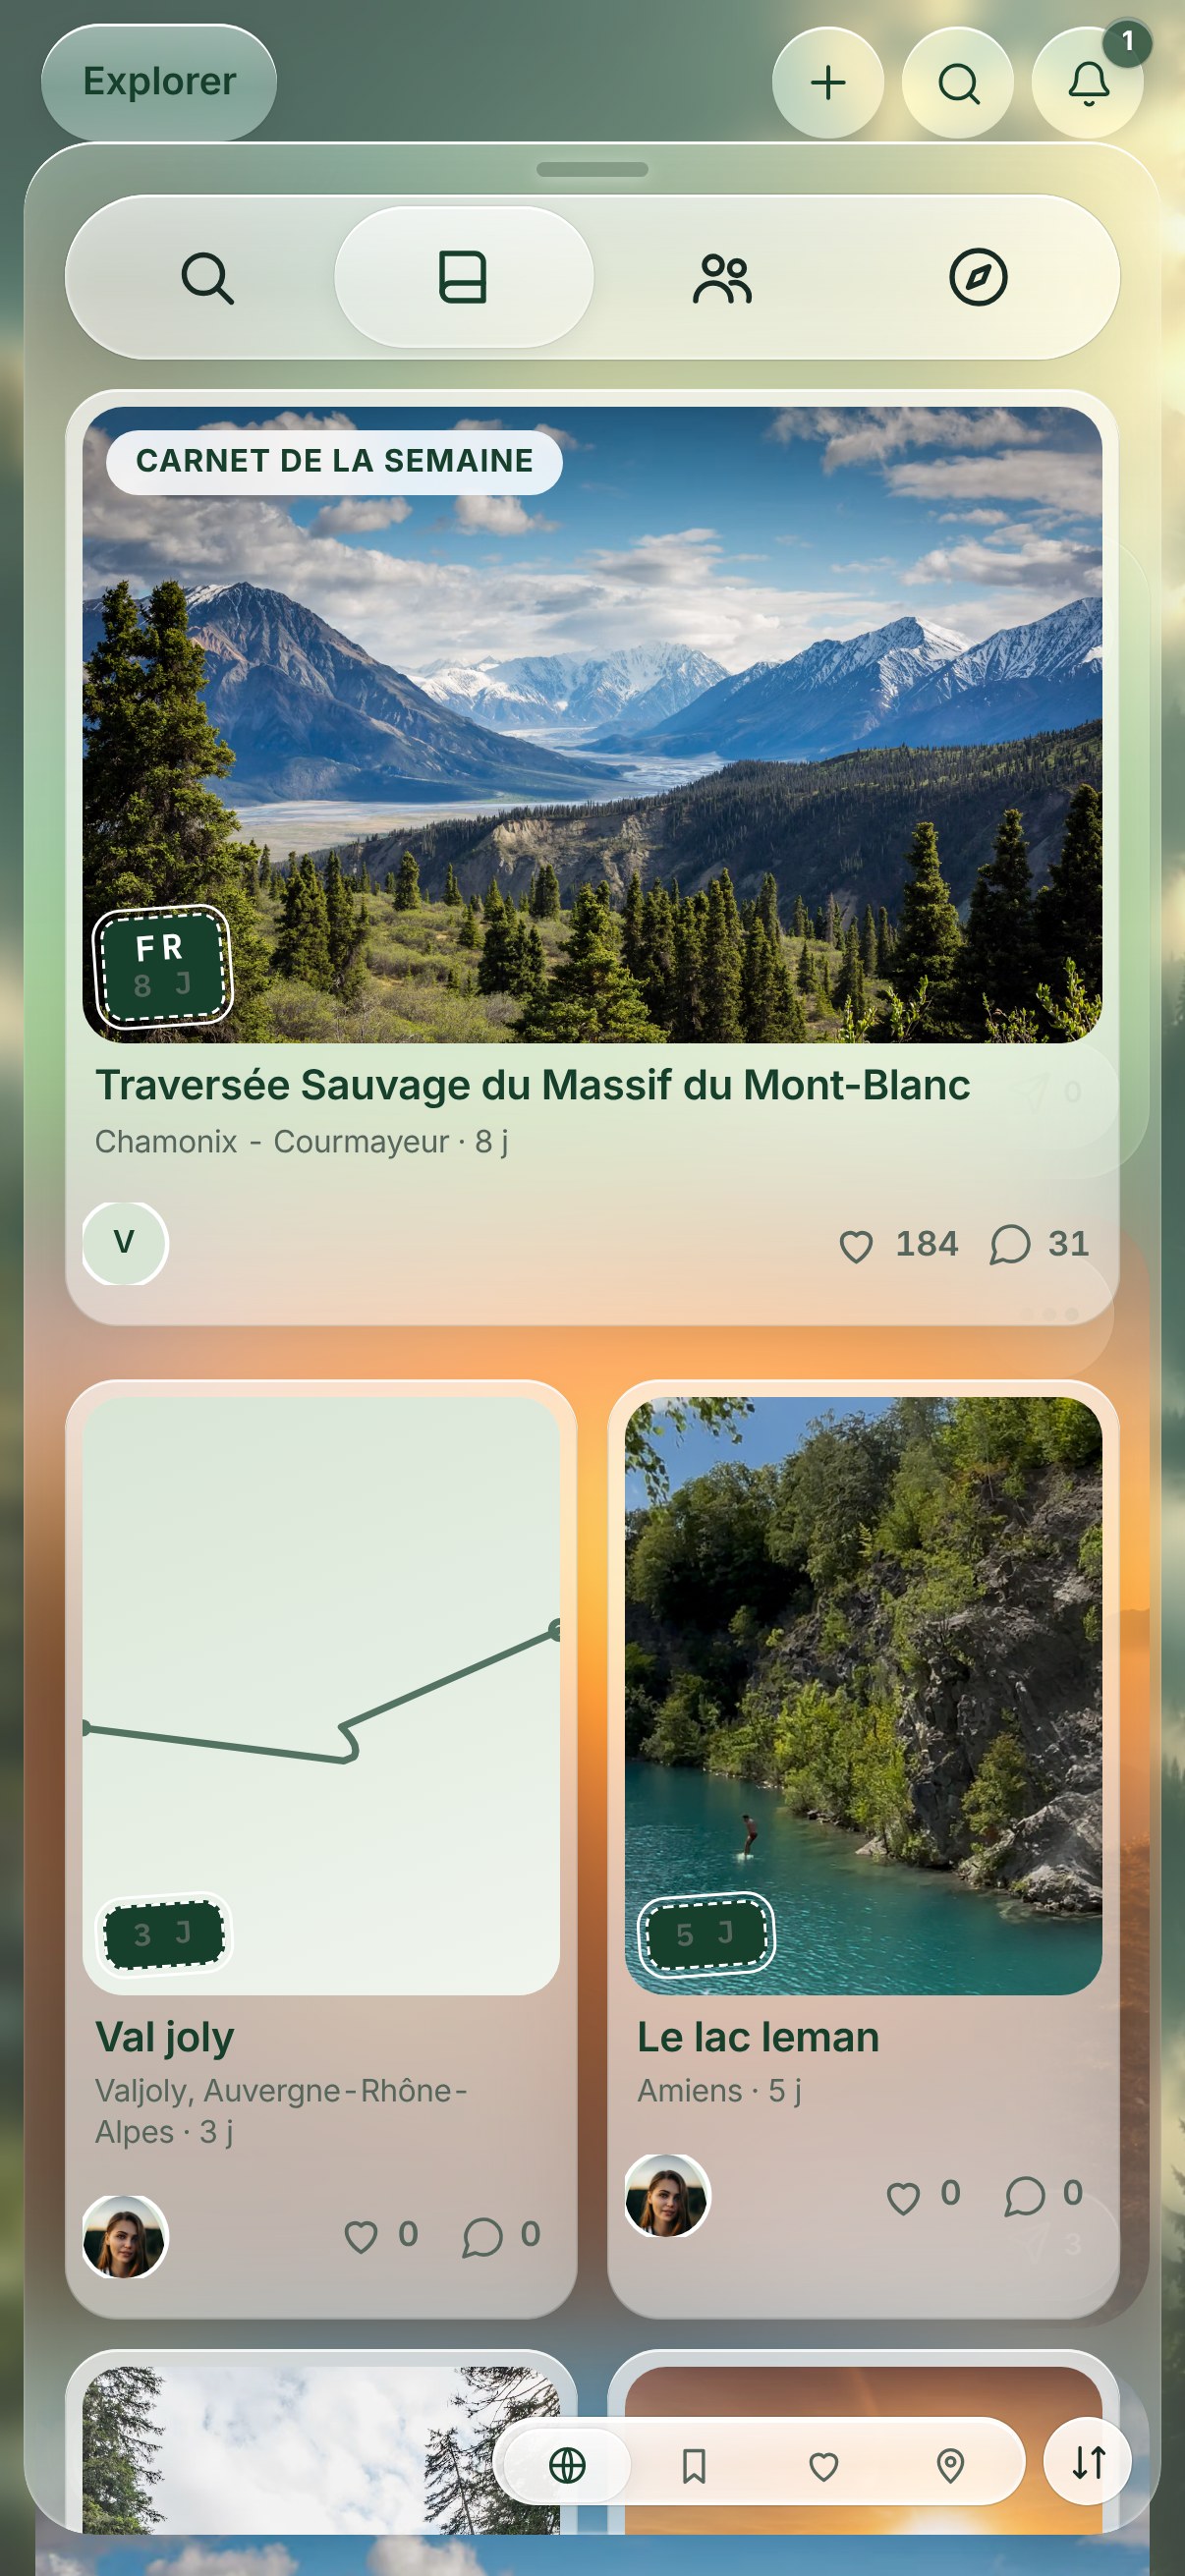 Explorer
1
CARNET DE LA SEMAINE
FR
8 J
Traversée Sauvage du Massif du Mont-Blanc
0
Chamonix - Courmayeur · 8 j
V
184
31
3 J
5 J
Val joly
Valjoly, Auvergne-Rhône-
Alpes · 3 j
0
0
Le lac leman
Amiens · 5 j
0
0
3